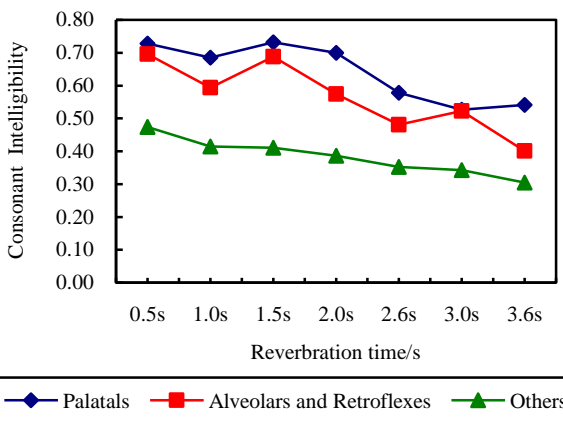 Consonant Intelligibility
0.80
0.70
0.60
0.50
0.40
0.30
0.20
0.10
0.00
0.5s 1.0s 1.5s 2.0s 2.6s 3.0s 3.6s
Reverbration time/s
Palatals Alveolars and Retroflexes Others